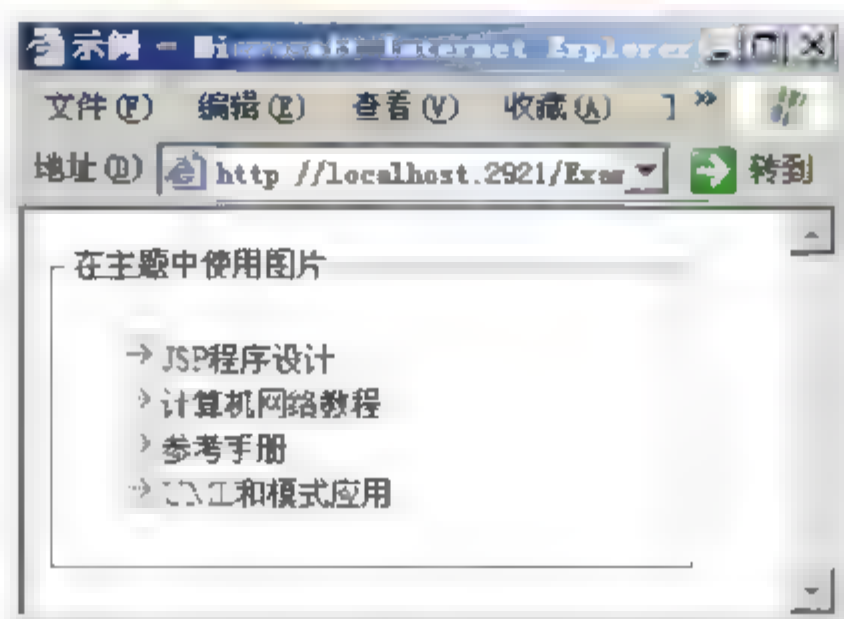 示例 - Microsoft Internet Explorer
文件(F) 编辑(E) 查看(V) 收藏(A) »
地址(D) http //localhost.2921/Exam 转到
在主题中使用图片
JSP程序设计
计算机网络教程
参考手册
和模式应用